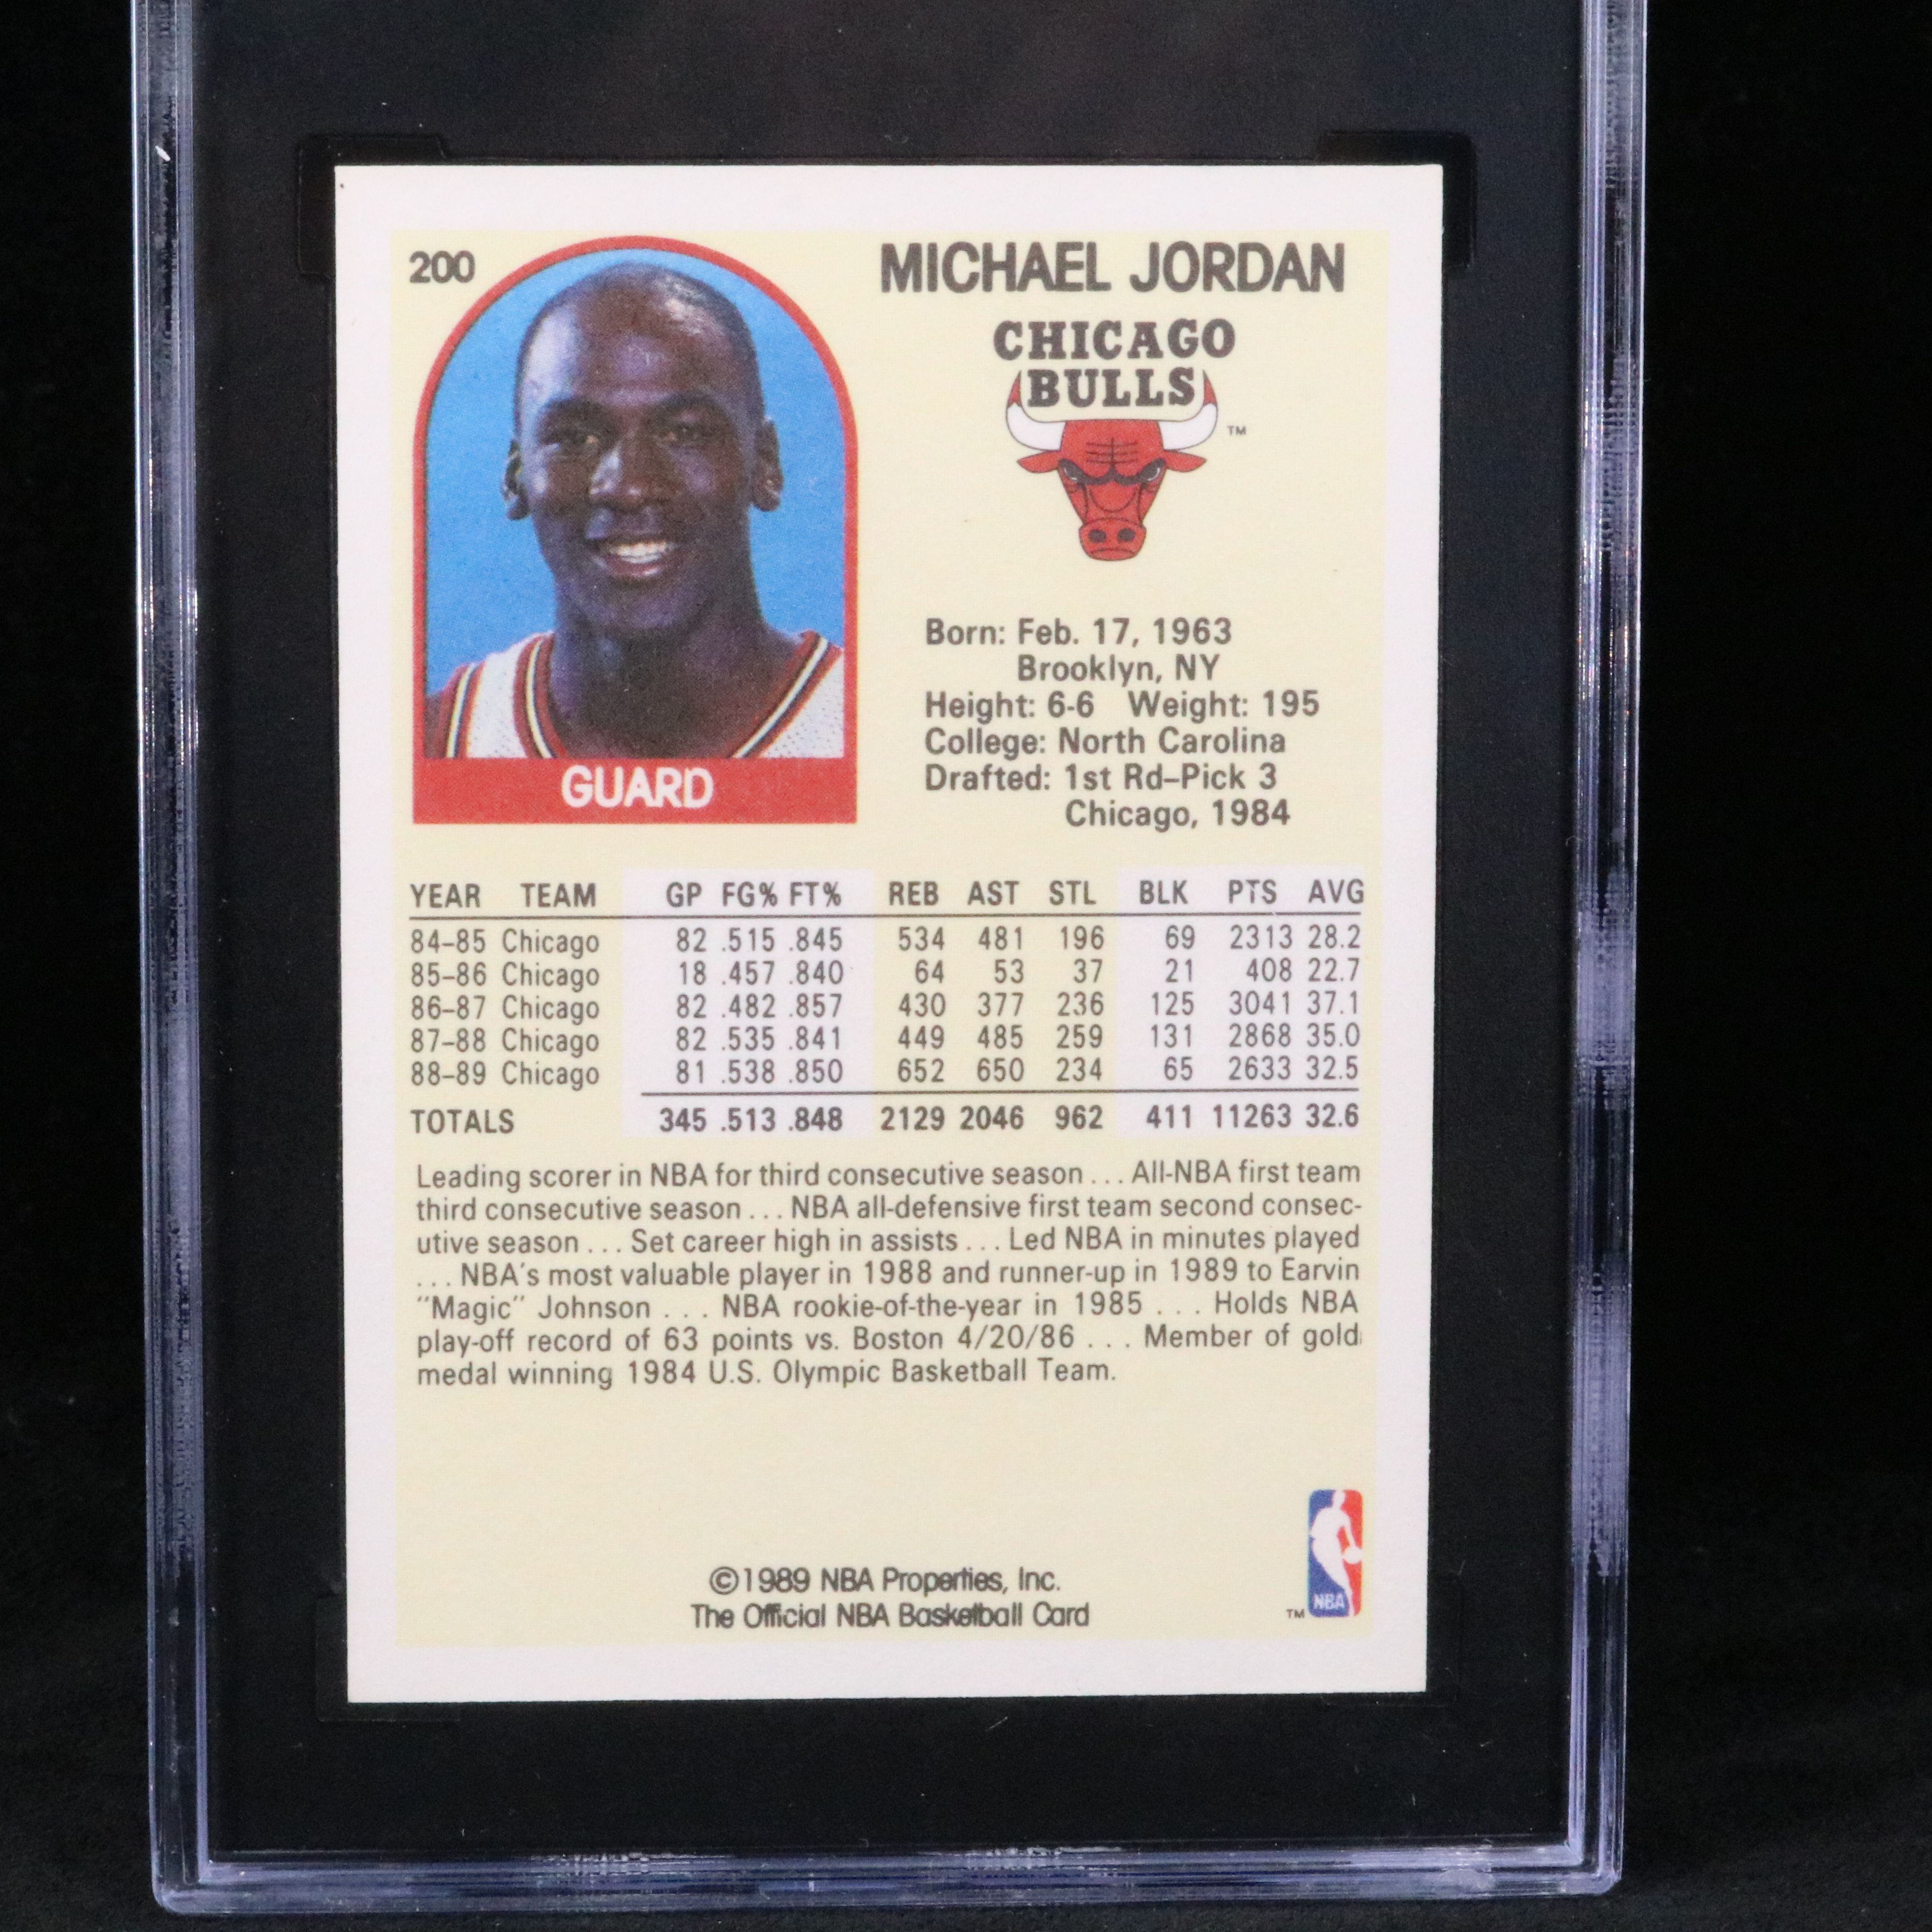 200
MICHAEL JORDAN
CHICAGO
BULLS
TM
Born: Feb. 17, 1963
Brooklyn, NY
Height: 6-6 Weight: 195
College: North Carolina
Drafted: 1st Rd–Pick 3
Chicago, 1984
GUARD
YEAR TEAM GP FG% FT% REB AST STL BLK PTS AVG
84–85 Chicago 82 .515 .845 534 481 196 69 2313 28.2
85–86 Chicago 18 .457 .840 64 53 37 21 408 22.7
86–87 Chicago 82 .482 .857 430 377 236 125 3041 37.1
87–88 Chicago 82 .535 .841 449 485 259 131 2868 35.0
88–89 Chicago 81 .538 .850 652 650 234 65 2633 32.5
TOTALS 345 .513 .848 2129 2046 962 411 11263 32.6
Leading scorer in NBA for third consecutive season . . . All-NBA first team
third consecutive season . . . NBA all-defensive first team second consec-
utive season . . . Set career high in assists . . . Led NBA in minutes played
. . . NBA's most valuable player in 1988 and runner-up in 1989 to Earvin
"Magic" Johnson . . . NBA rookie-of-the-year in 1985 . . . Holds NBA
play-off record of 63 points vs. Boston 4/20/86 . . . Member of gold
medal winning 1984 U.S. Olympic Basketball Team.
©1989 NBA Properties, Inc.
The Official NBA Basketball Card
TM NBA